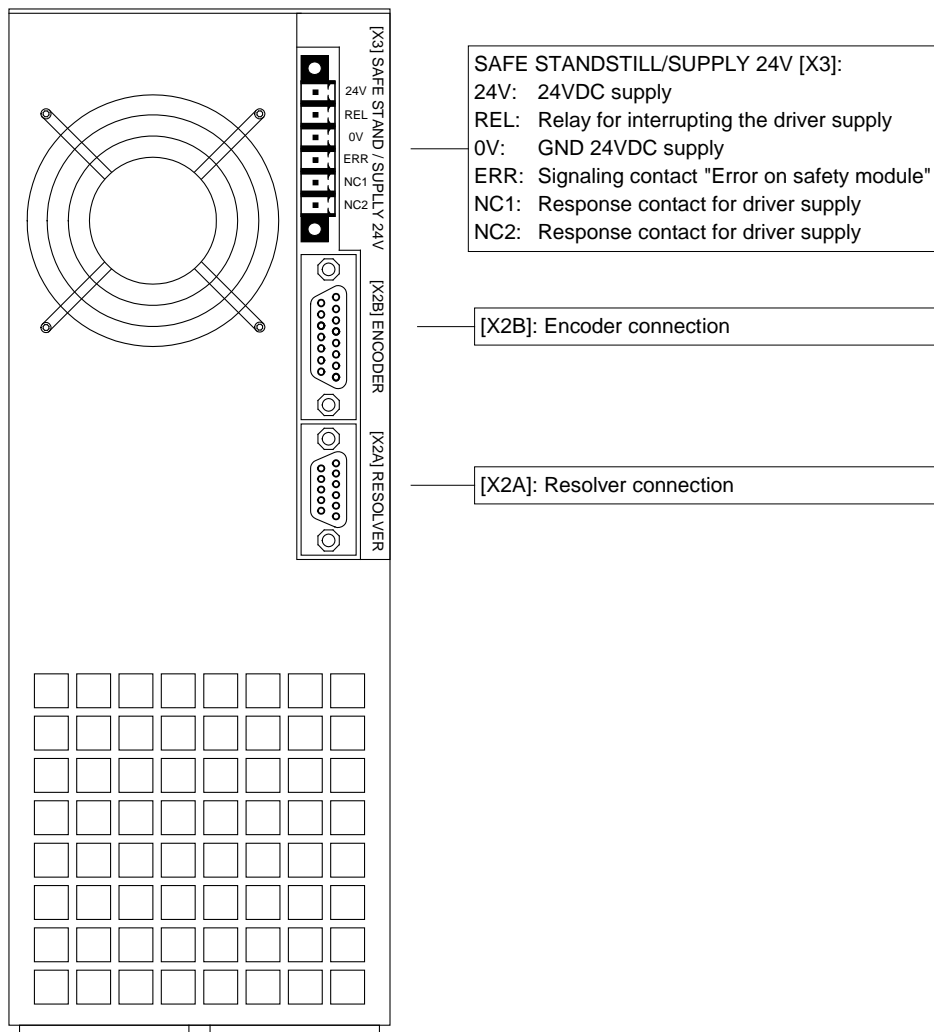 [X3] SAFE STAND / SUPLLY 24V
24V
REL
0V
ERR
NC1
NC2
[X2B] ENCODER
[X2A] RESOLVER
SAFE STANDSTILL/SUPPLY 24V [X3]:
24V: 24VDC supply
REL: Relay for interrupting the driver supply
0V: GND 24VDC supply
ERR: Signaling contact "Error on safety module"
NC1: Response contact for driver supply
NC2: Response contact for driver supply
[X2B]: Encoder connection
[X2A]: Resolver connection